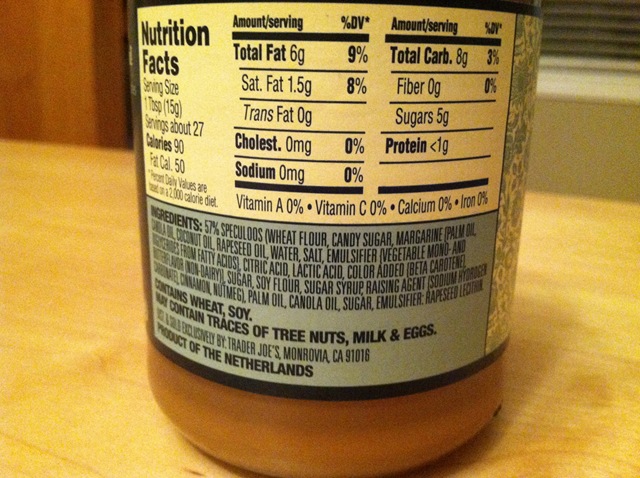 Nutrition
Facts
Serving Size
1 Tbsp (15g)
Servings about 27
Calories 90
Fat Cal. 50
*Percent Daily Values are
based on a 2,000 calorie diet.
Amount/serving %DV*
Total Fat 6g 9%
Sat. Fat 1.5g 8%
Trans Fat 0g
Cholest. 0mg 0%
Sodium 0mg 0%
Amount/serving %DV*
Total Carb. 8g 3%
Fiber 0g 0%
Sugars 5g
Protein <1g
Vitamin A 0% • Vitamin C 0% • Calcium 0% • Iron 0%
INGREDIENTS: 57% SPECULOOS (WHEAT FLOUR, CANDY SUGAR, MARGARINE [PALM OIL,
CANOLA OIL, COCONUT OIL, RAPESEED OIL, WATER, SALT, EMULSIFIER (VEGETABLE MONO- AND
FROM FATTY ACIDS), CITRIC ACID, LACTIC ACID, COLOR ADDED (BETA CAROTENE),
(NON-DAIRY), SUGAR, SOY FLOUR, SUGAR SYRUP, RAISING AGENT [SODIUM HYDROGEN
CINNAMON, NUTMEG), PALM OIL, CANOLA OIL, SUGAR, EMULSIFIER: RAPESEED LECITHIN.
CONTAINS WHEAT, SOY.
MAY CONTAIN TRACES OF TREE NUTS, MILK & EGGS.
DIST. & SOLD EXCLUSIVELY BY: TRADER JOE'S, MONROVIA, CA 91016
PRODUCT OF THE NETHERLANDS